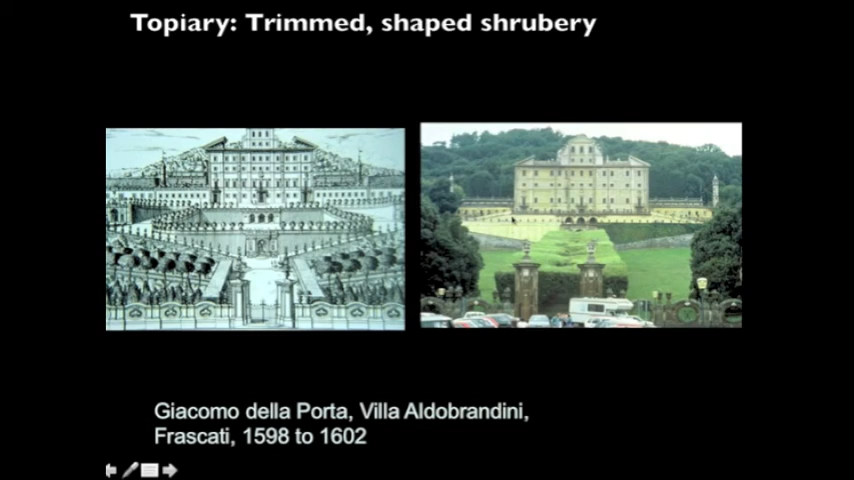 Topiary: Trimmed, shaped shrubery
Giacomo della Porta, Villa Aldobrandini,
Frascati, 1598 to 1602